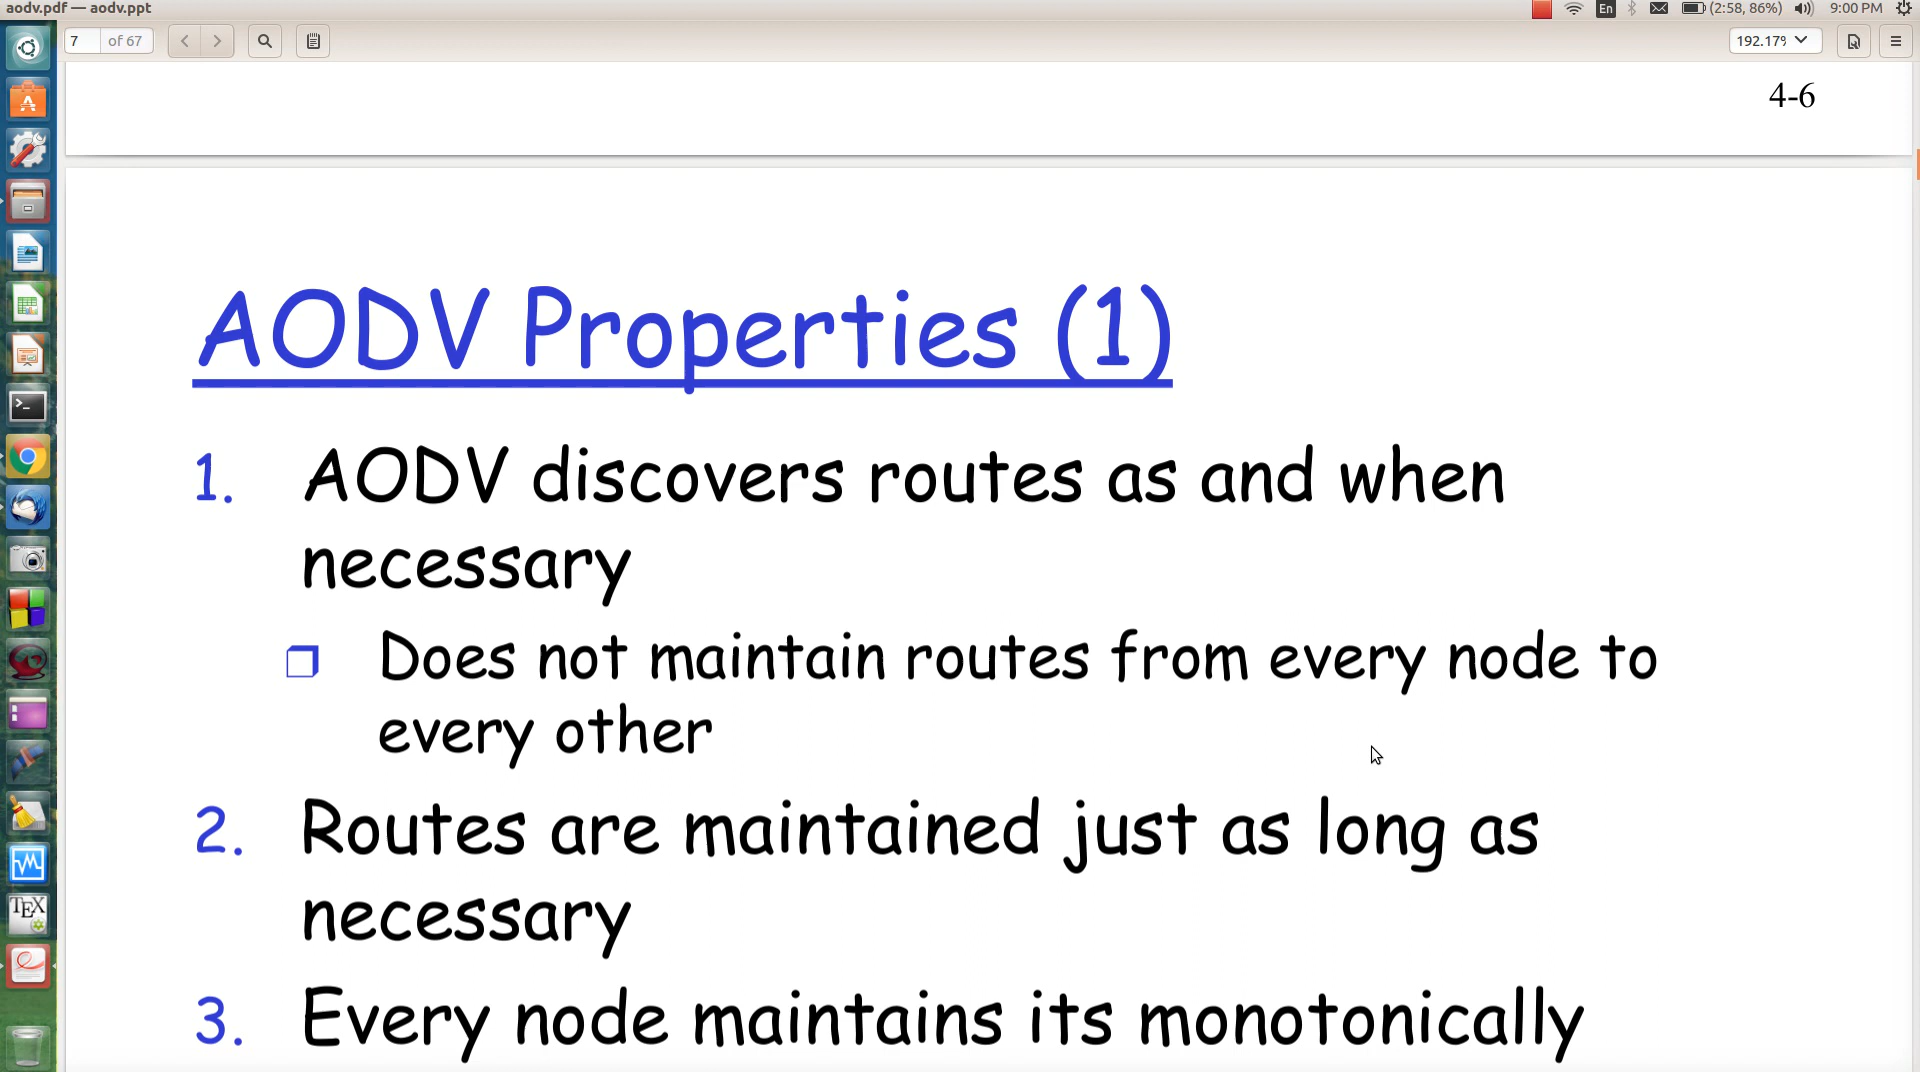 aodv.pdf — aodv.ppt
En
(2:58, 86%)
9:00 PM
7
of 67
192.17%
4-6
AODV Properties (1)
1. AODV discovers routes as and when
necessary
Does not maintain routes from every node to
every other
2. Routes are maintained just as long as
necessary
3. Every node maintains its monotonically
TEX